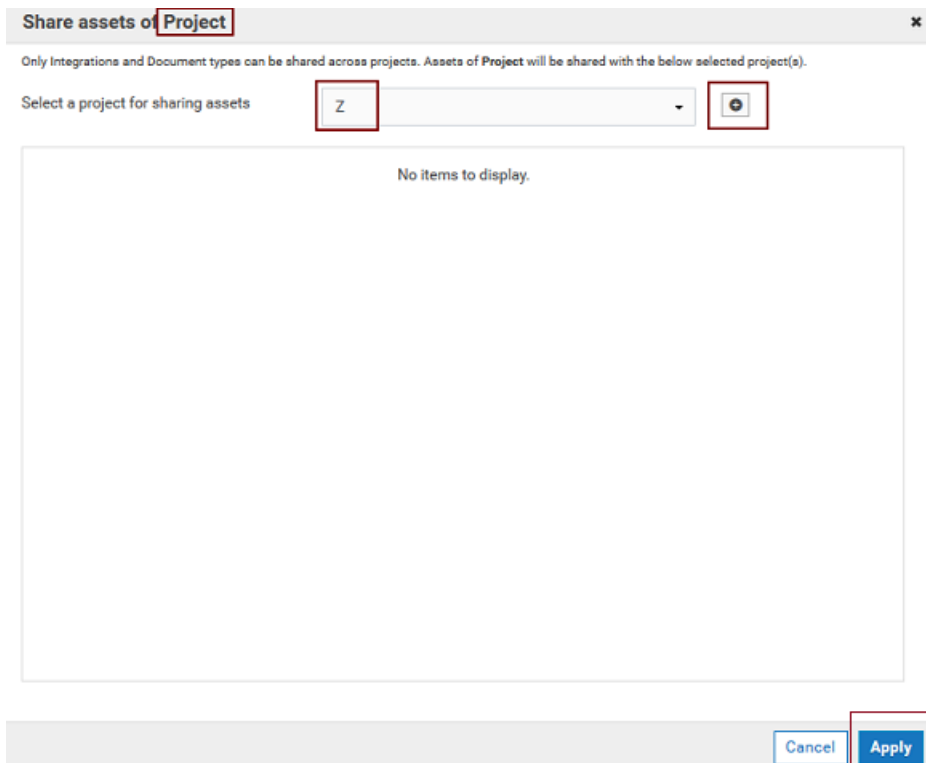 Share assets of Project
Only Integrations and Document types can be shared across projects. Assets of Project will be shared with the below selected project(s).
Select a project for sharing assets
Z
No items to display.
Cancel
Apply